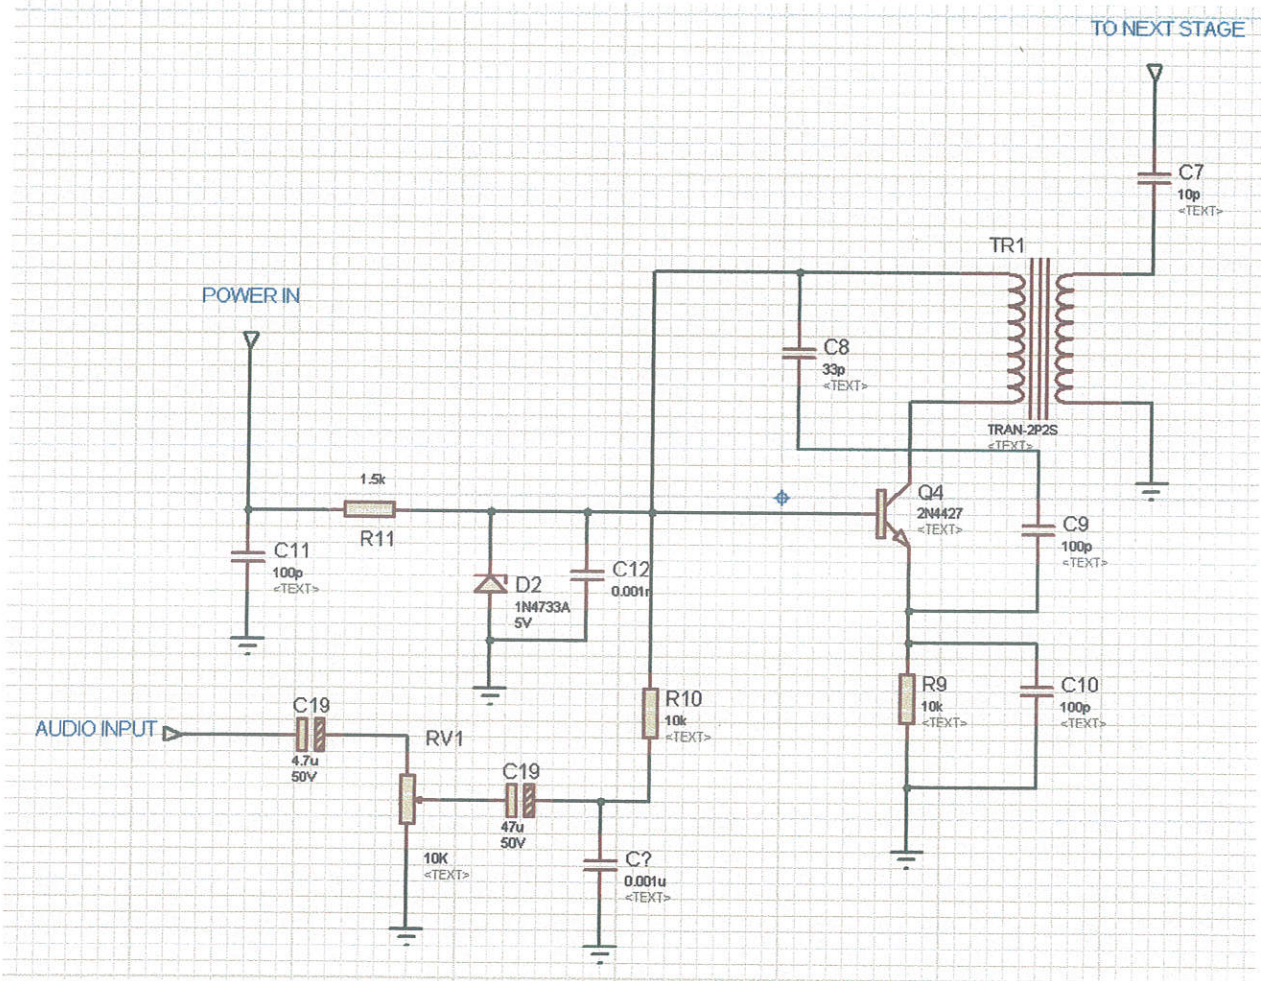 TO NEXT STAGE
C7
10p
<TEXT>
TR1
POWER IN
C8
33p
<TEXT>
TRAN-2P2S
<TEXT>
1.5k
R11
Q4
2N4427
<TEXT>
C9
100p
<TEXT>
C11
100p
<TEXT>
D2
1N4733A
5V
C12
0.001n
R10
10k
<TEXT>
R9
10k
<TEXT>
C10
100p
<TEXT>
AUDIO INPUT
C19
4.7u
50V
RV1
10K
<TEXT>
C19
47u
50V
C?
0.001u
<TEXT>